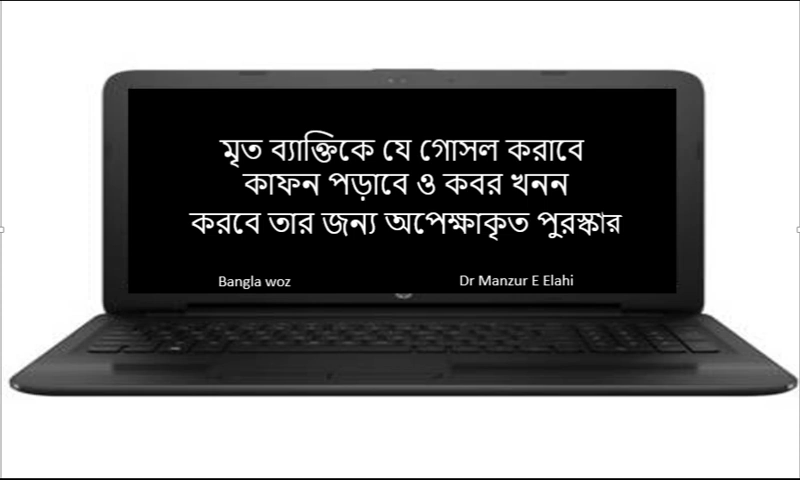 মৃত ব্যাক্তিকে যে গোসল করাবে
কাফন পড়াবে ও কবর খনন
করবে তার জন্য অপেক্ষাকৃত পুরস্কার
Bangla woz
Dr Manzur E Elahi